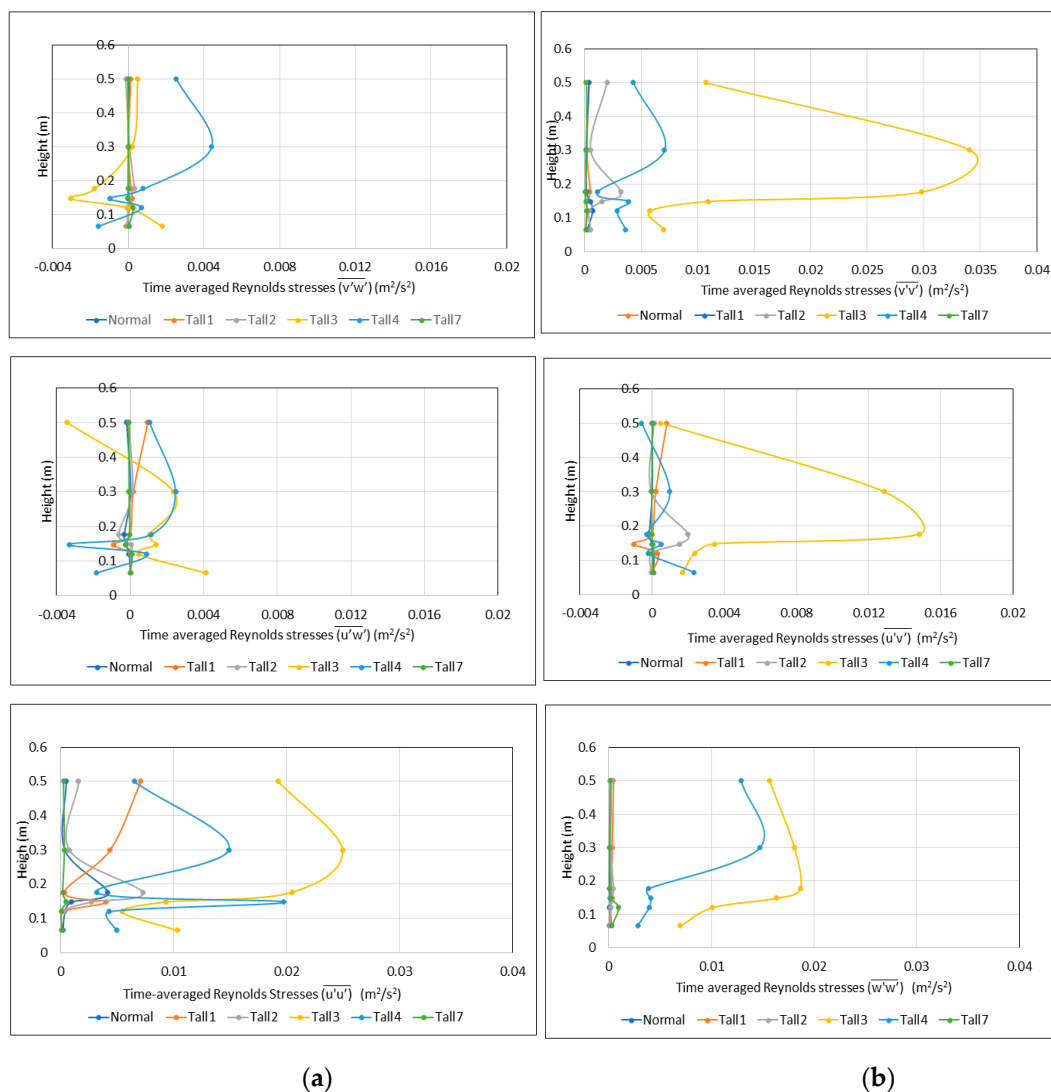 0.6
0.5
0.4
0.3
0.2
0.1
0
Height (m)
-0.004 0 0.004 0.008 0.012 0.016 0.02
Time averaged Reynolds stresses (v'w') (m²/s²)
Normal Tall1 Tall2 Tall3 Tall4 Tall7
0.6
0.5
0.4
0.3
0.2
0.1
0
Height (m)
0 0.005 0.01 0.015 0.02 0.025 0.03 0.035 0.04
Time averaged Reynolds stresses (v'v') (m²/s²)
Normal Tall1 Tall2 Tall3 Tall4 Tall7
0.6
0.5
0.4
0.3
0.2
0.1
0
Height (m)
-0.004 0 0.004 0.008 0.012 0.016 0.02
Time averaged Reynolds stresses (u'w') (m²/s²)
Normal Tall1 Tall2 Tall3 Tall4 Tall7
0.6
0.5
0.4
0.3
0.2
0.1
0
Height (m)
-0.004 0 0.004 0.008 0.012 0.016 0.02
Time averaged Reynolds stresses (u'v') (m²/s²)
Normal Tall1 Tall2 Tall3 Tall4 Tall7
0.6
0.5
0.4
0.3
0.2
0.1
0
Height (m)
0 0.01 0.02 0.03 0.04
Time-averaged Reynolds Stresses (u'u') (m²/s²)
Normal Tall1 Tall2 Tall3 Tall4 Tall7
0.6
0.5
0.4
0.3
0.2
0.1
0
Height (m)
0 0.01 0.02 0.03 0.04
Time averaged Reynolds stresses (w'w') (m²/s²)
Normal Tall1 Tall2 Tall3 Tall4 Tall7
(a) (b)